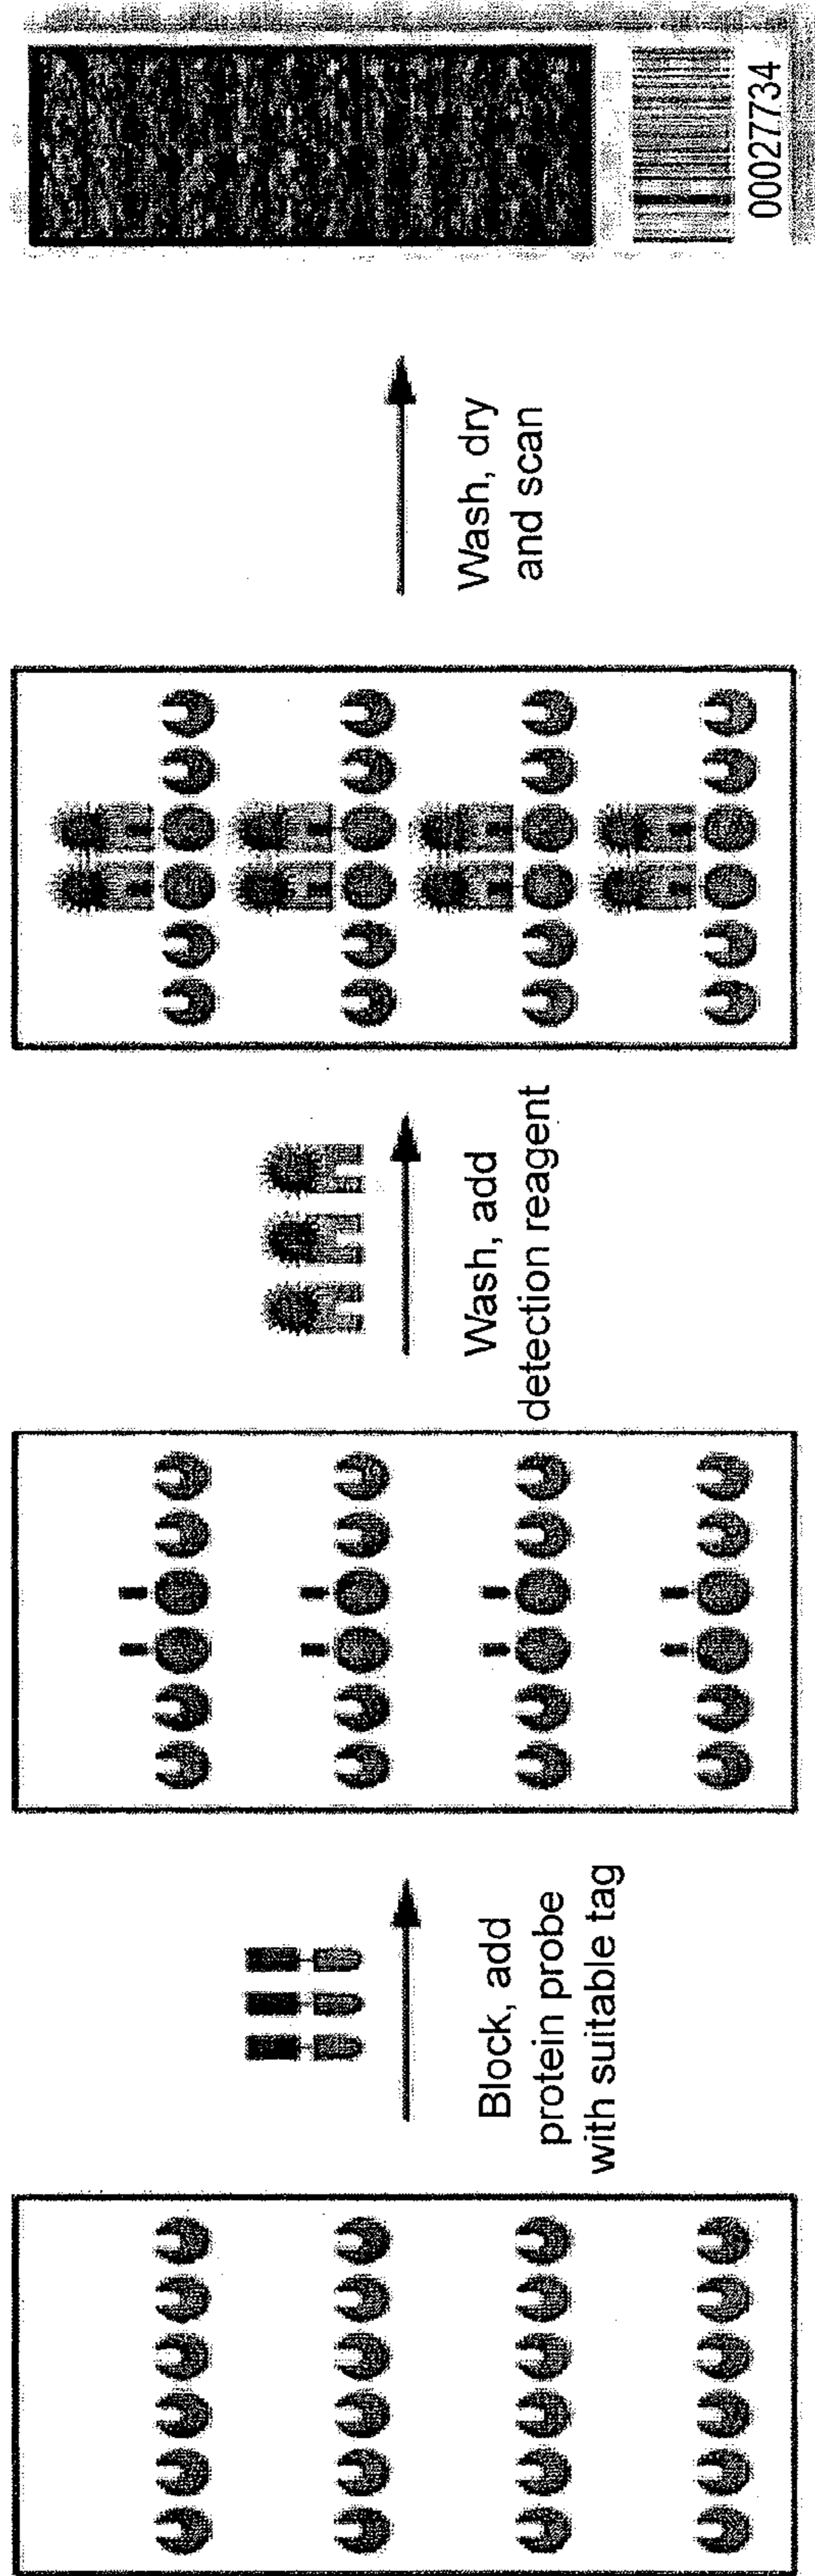 Block, add
protein probe
with suitable tag
Wash, add
detection reagent
Wash, dry
and scan
00027734